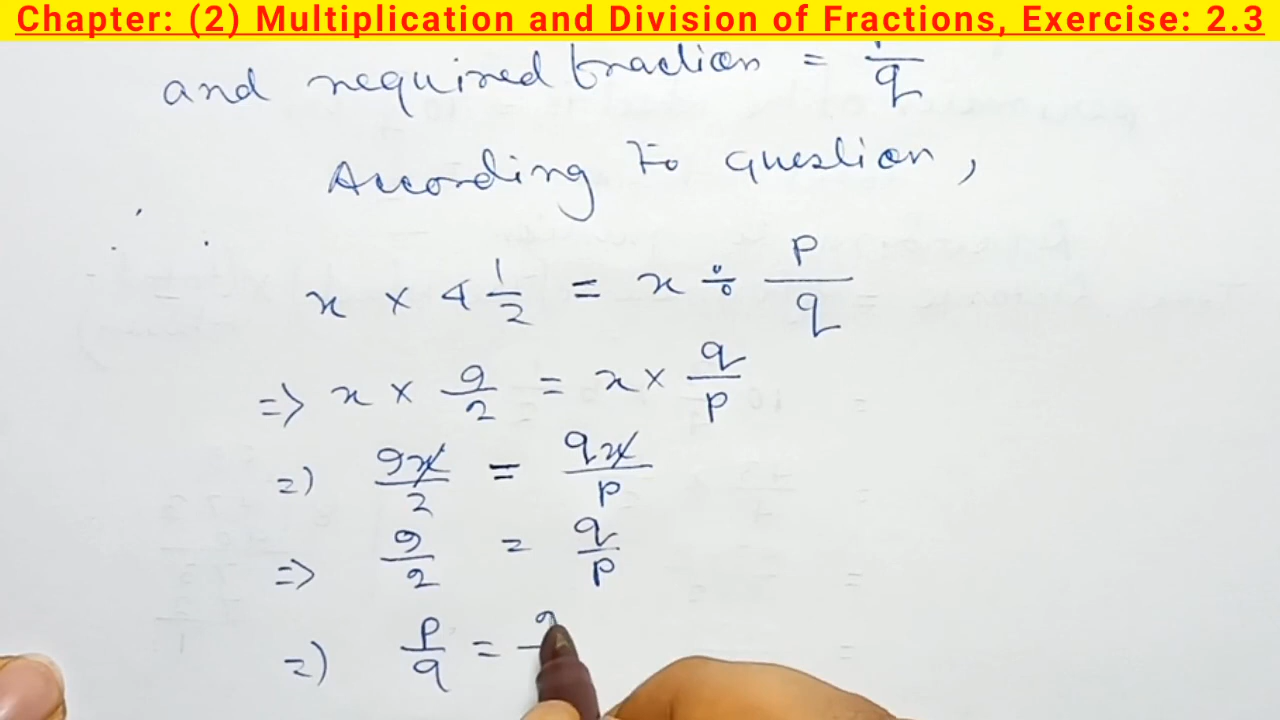 Chapter: (2) Multiplication and Division of Fractions, Exercise: 2.3
and required fraction = /q
According to question,
∴ x × 4 1/2 = x ÷ p/q
=> x × 9/2 = x × q/p
=> 9x/2 = qx/p
=> 9/2 = q/p
=> p/q =